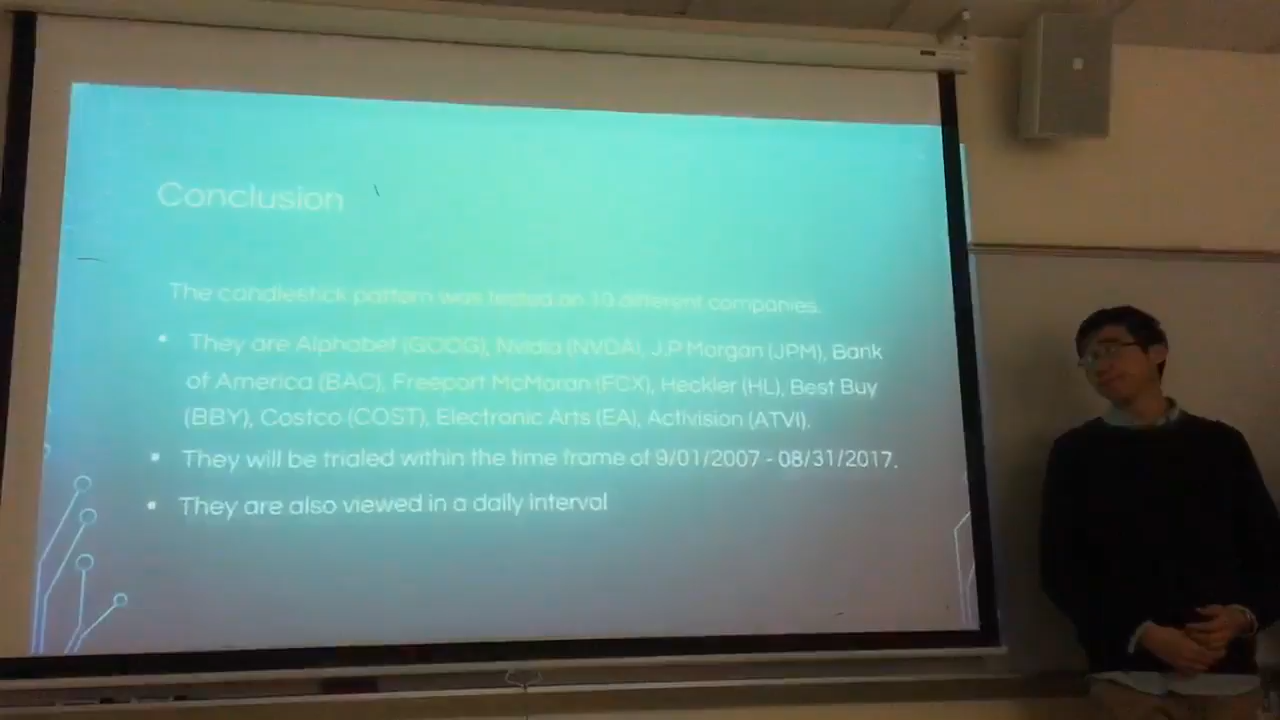 Conclusion
The candlestick pattern was tested on 10 different companies.
They are Alphabet (GOOG), Nvidia (NVDA), J.P Morgan (JPM), Bank
of America (BAC), Freeport McMoran (FCX), Heckler (HL), Best Buy
(BBY), Costco (COST), Electronic Arts (EA), Activision (ATVI).
They will be trialed within the time frame of 9/01/2007 - 08/31/2017.
They are also viewed in a daily interval